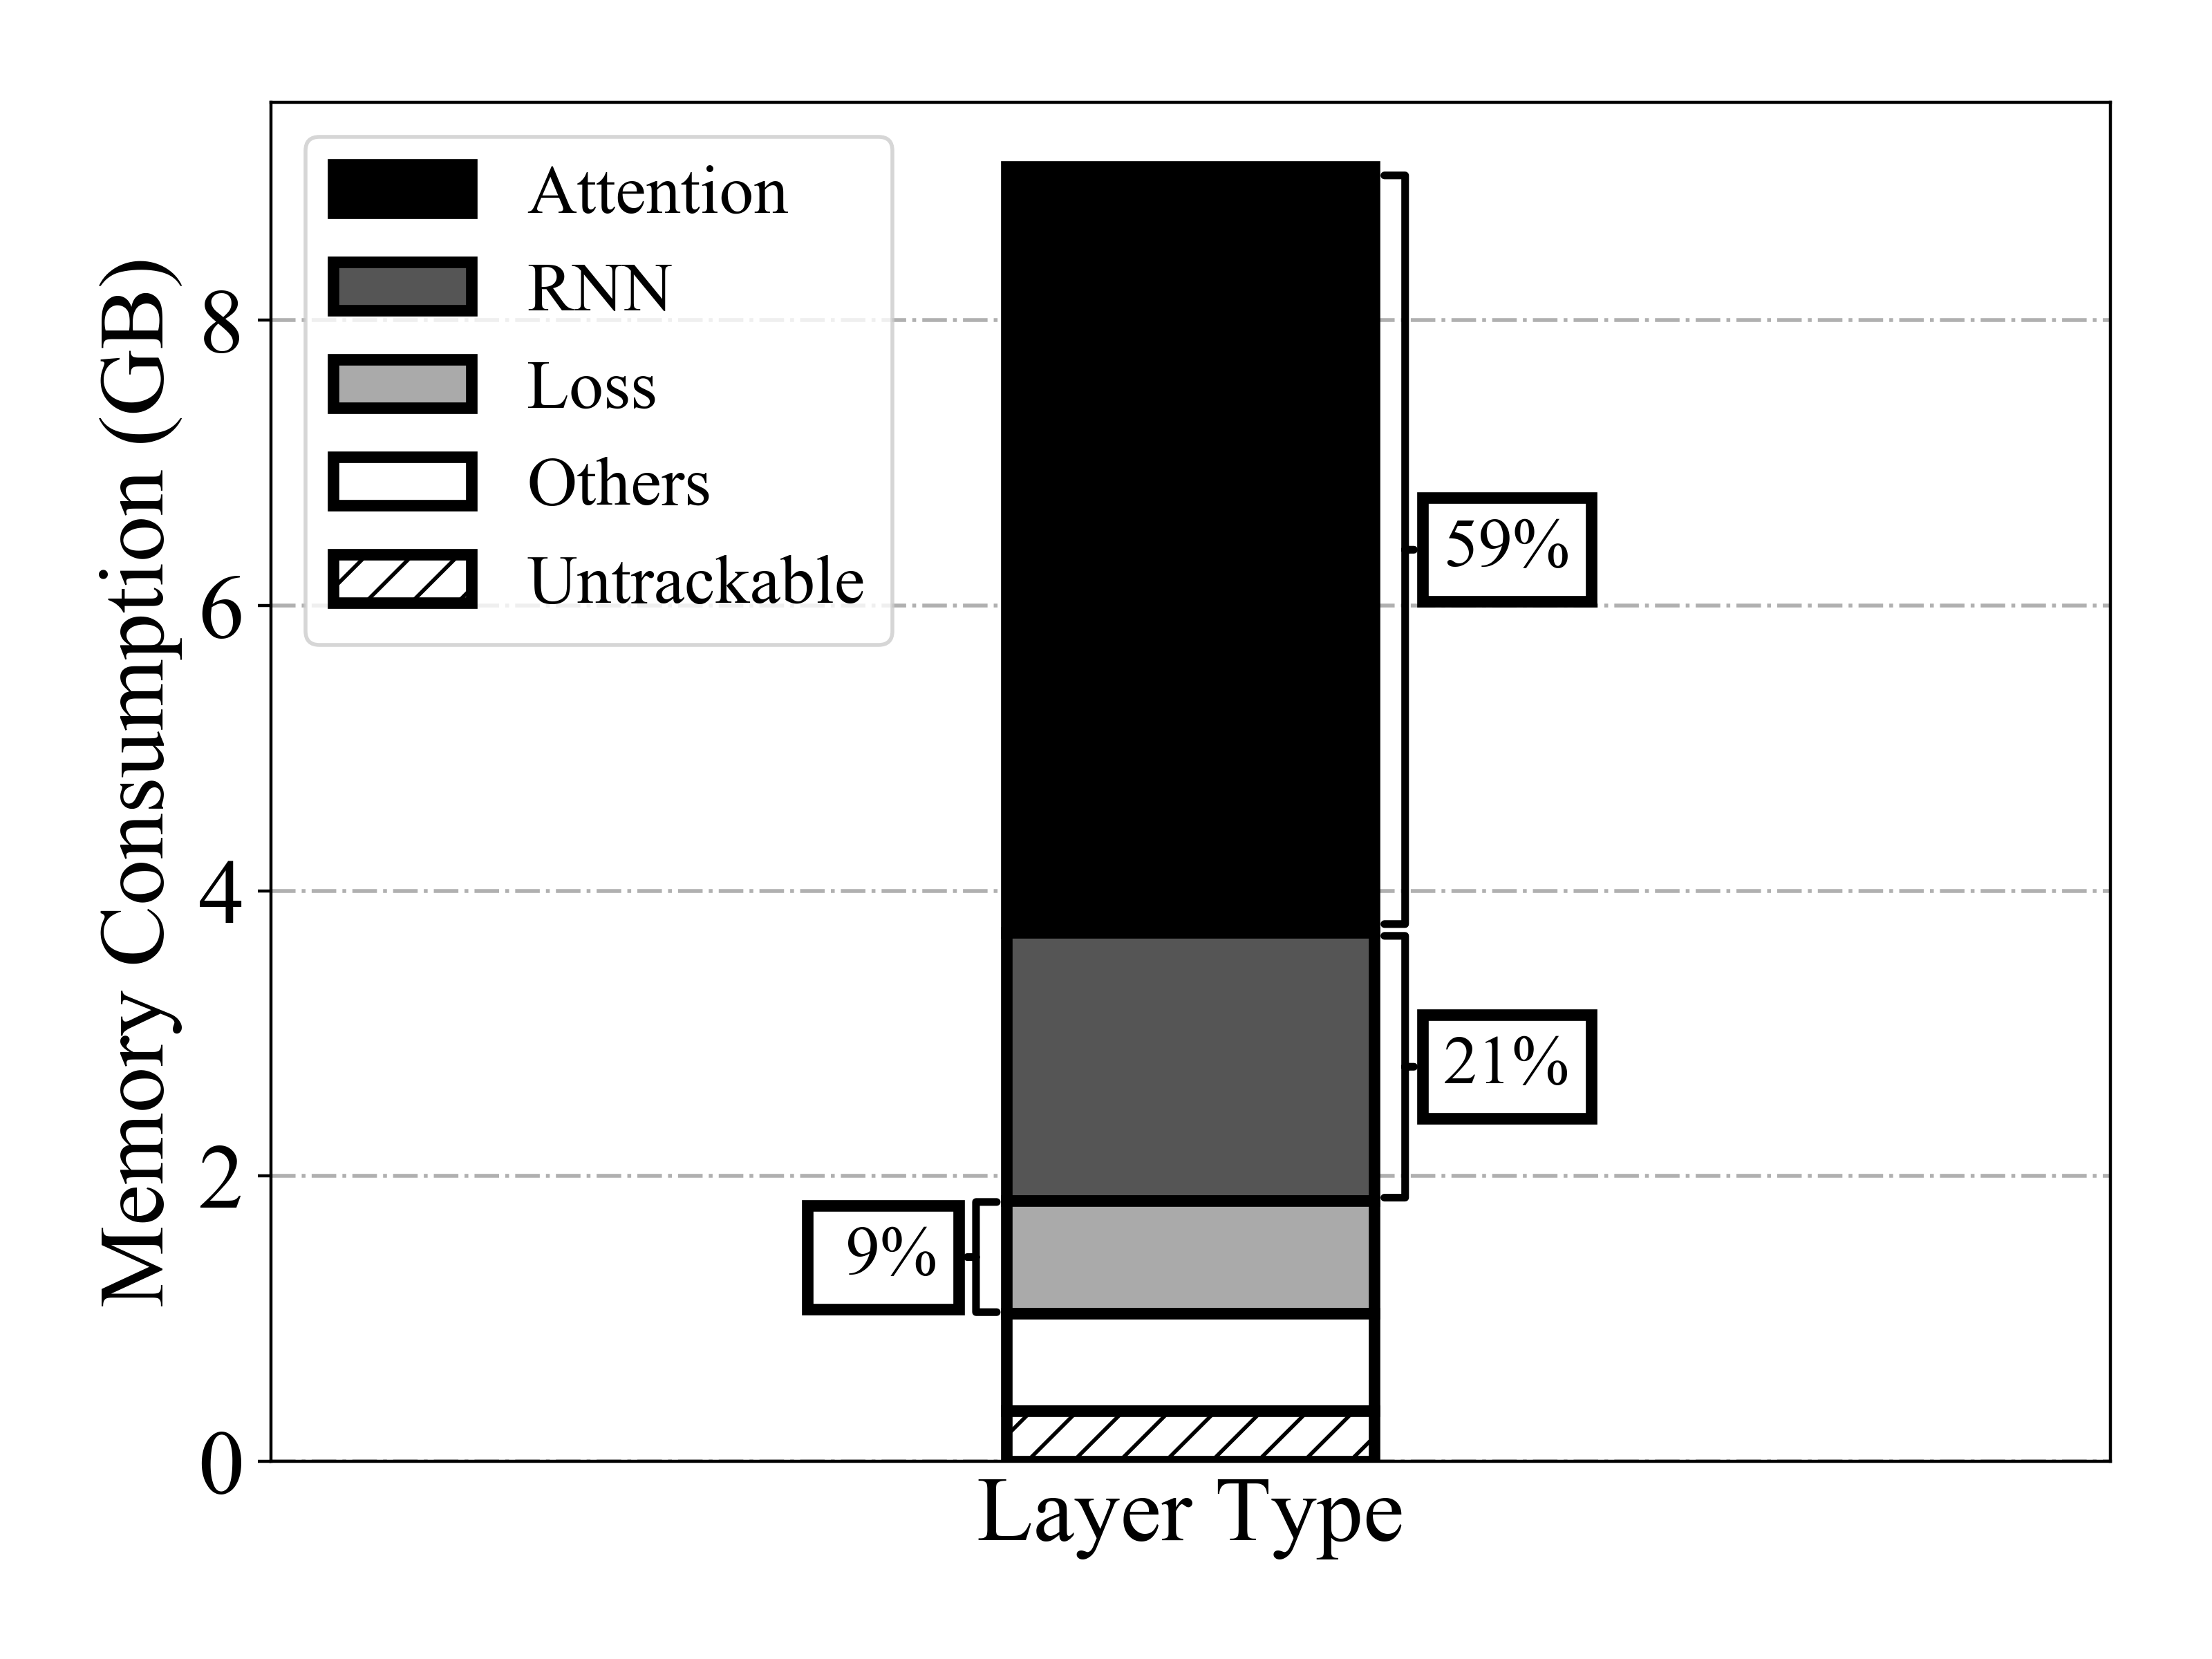 Attention
RNN
Loss
Others
Untrackable
Memory Consumption (GB)
8
6
4
2
0
59%
21%
9%
Layer Type